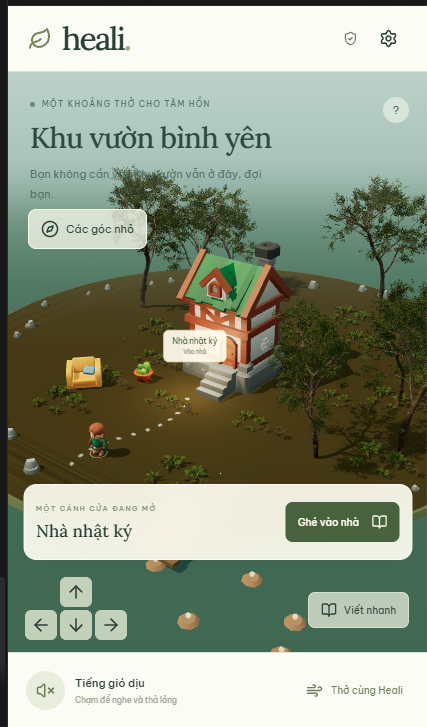 heali.
MỘT KHOẢNG THỞ CHO TÂM HỒN
?
Khu vườn bình yên
Bạn không cần vội. Khu vườn vẫn ở đây, đợi
bạn.
Các góc nhỏ
Nhà nhật ký
Vào nhà
MỘT CÁNH CỬA ĐANG MỞ
Nhà nhật ký
Ghé vào nhà
Viết nhanh
Tiếng gió dịu
Chạm để nghe và thả lỏng
Thở cùng Heali